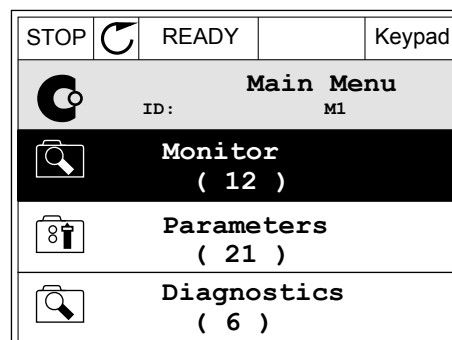 STOP READY Keypad
Main Menu
ID: M1
Monitor
( 12 )
Parameters
( 21 )
Diagnostics
( 6 )